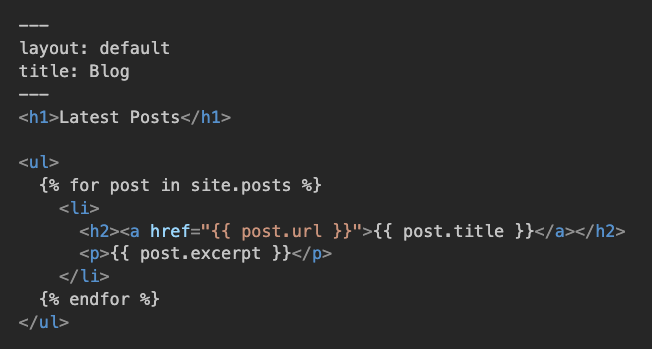 ---
layout: default
title: Blog
---
<h1>Latest Posts</h1>

<ul>
  {% for post in site.posts %}
    <li>
      <h2><a href="{{ post.url }}">{{ post.title }}</a></h2>
      <p>{{ post.excerpt }}</p>
    </li>
  {% endfor %}
</ul>